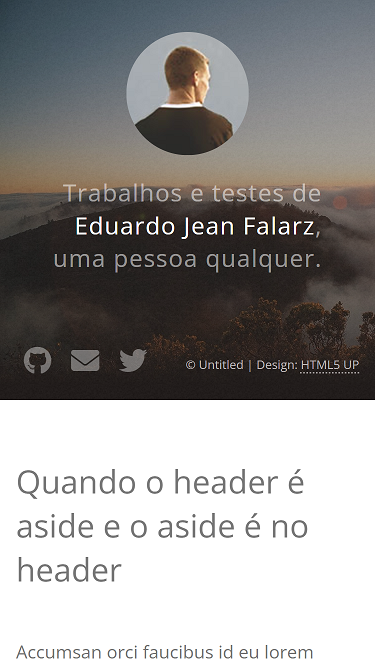 Trabalhos e testes de
Eduardo Jean Falarz,
uma pessoa qualquer.
© Untitled | Design: HTML5 UP
Quando o header é
aside e o aside é no
header
Accumsan orci faucibus id eu lorem